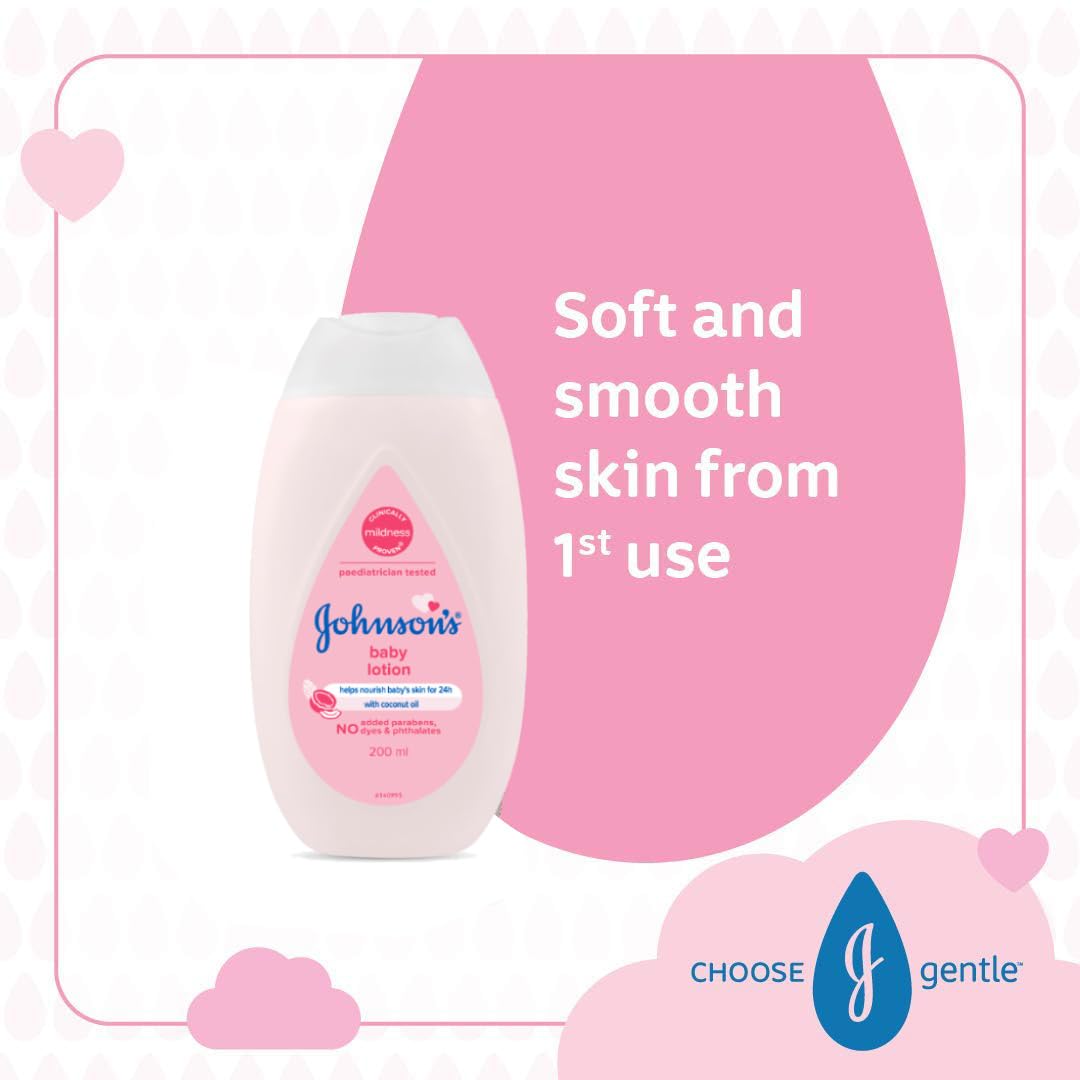 Soft and
smooth
skin from
1st use
CLINICALLY
mildness
PROVEN®
paediatrician tested
Johnson's®
baby
lotion
helps nourish baby's skin for 24h
with coconut oil
NO added parabens,
dyes & phthalates
200 ml
CHOOSE J gentle™